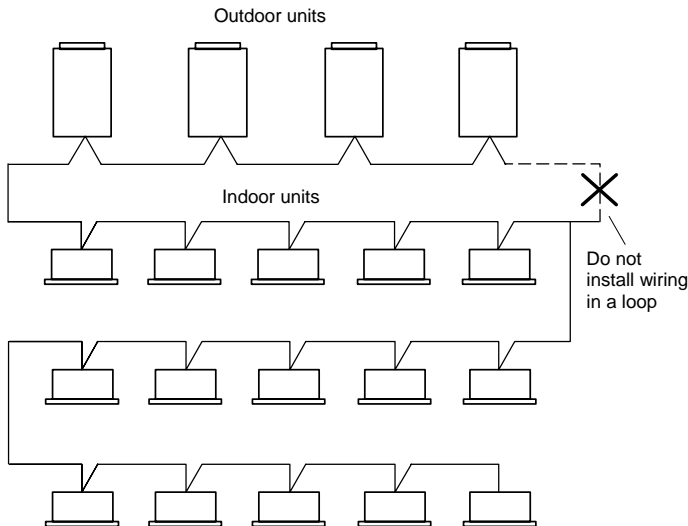 Outdoor units
Indoor units
Do not
install wiring
in a loop